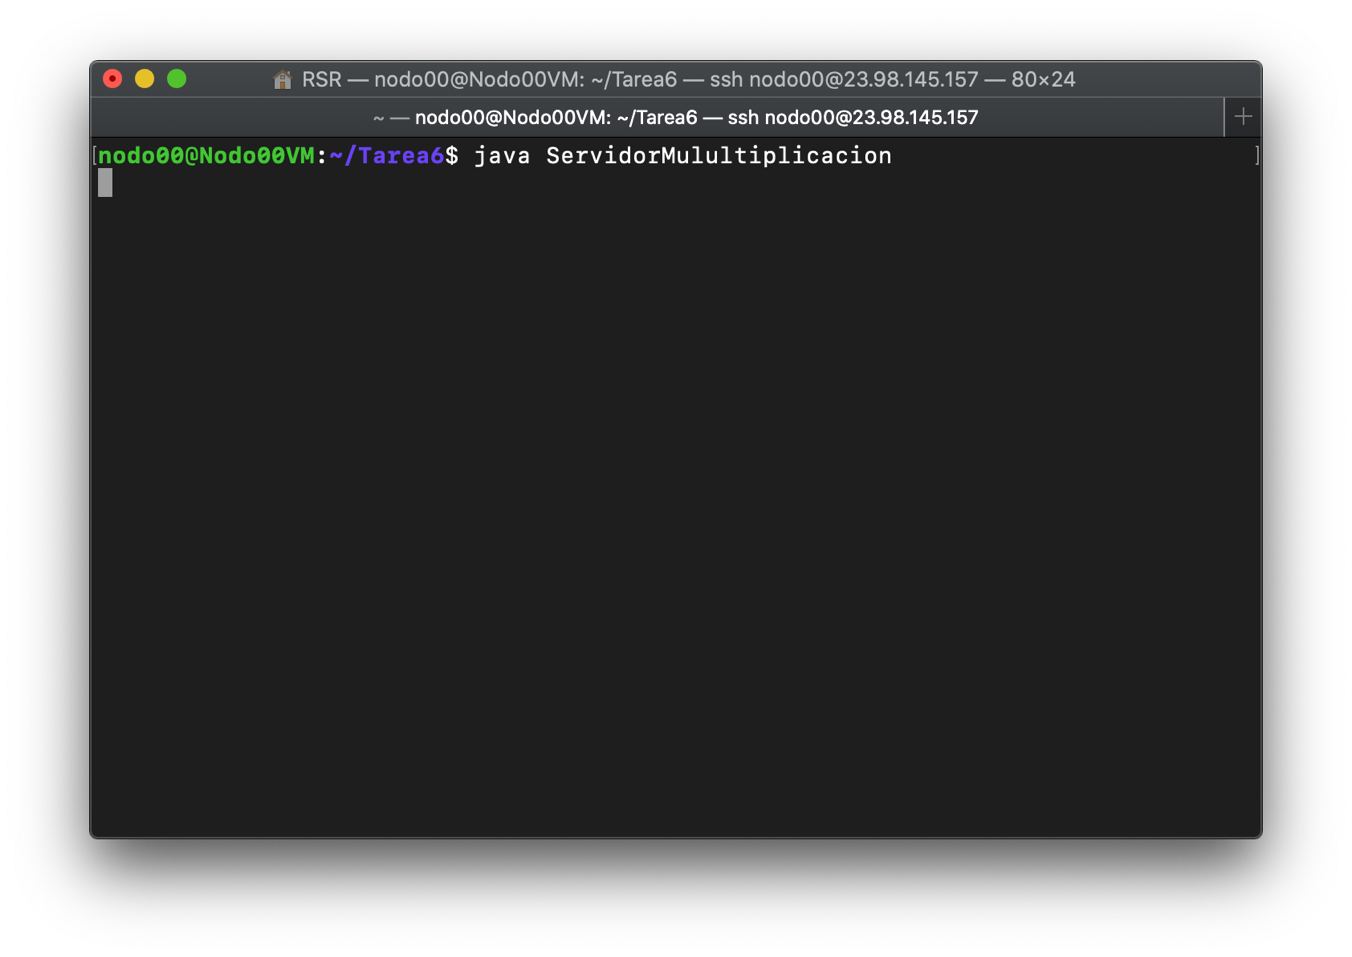 RSR — nodo00@Nodo00VM: ~/Tarea6 — ssh nodo00@23.98.145.157 — 80×24
~ — nodo00@Nodo00VM: ~/Tarea6 — ssh nodo00@23.98.145.157
[nodo00@Nodo00VM:~/Tarea6$ java ServidorMulultiplicacion ]